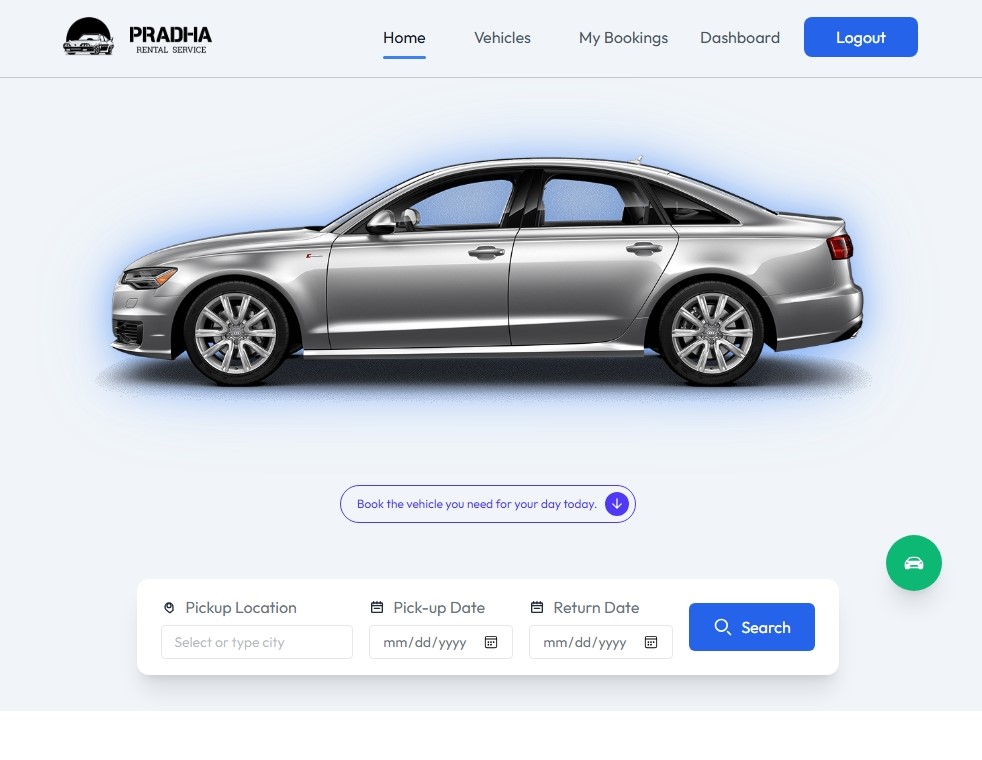 PRADHA
RENTAL SERVICE
Home
Vehicles
My Bookings
Dashboard
Logout
Book the vehicle you need for your day today.
Pickup Location
Pick-up Date
Return Date
Select or type city
mm/dd/yyyy
mm/dd/yyyy
Search